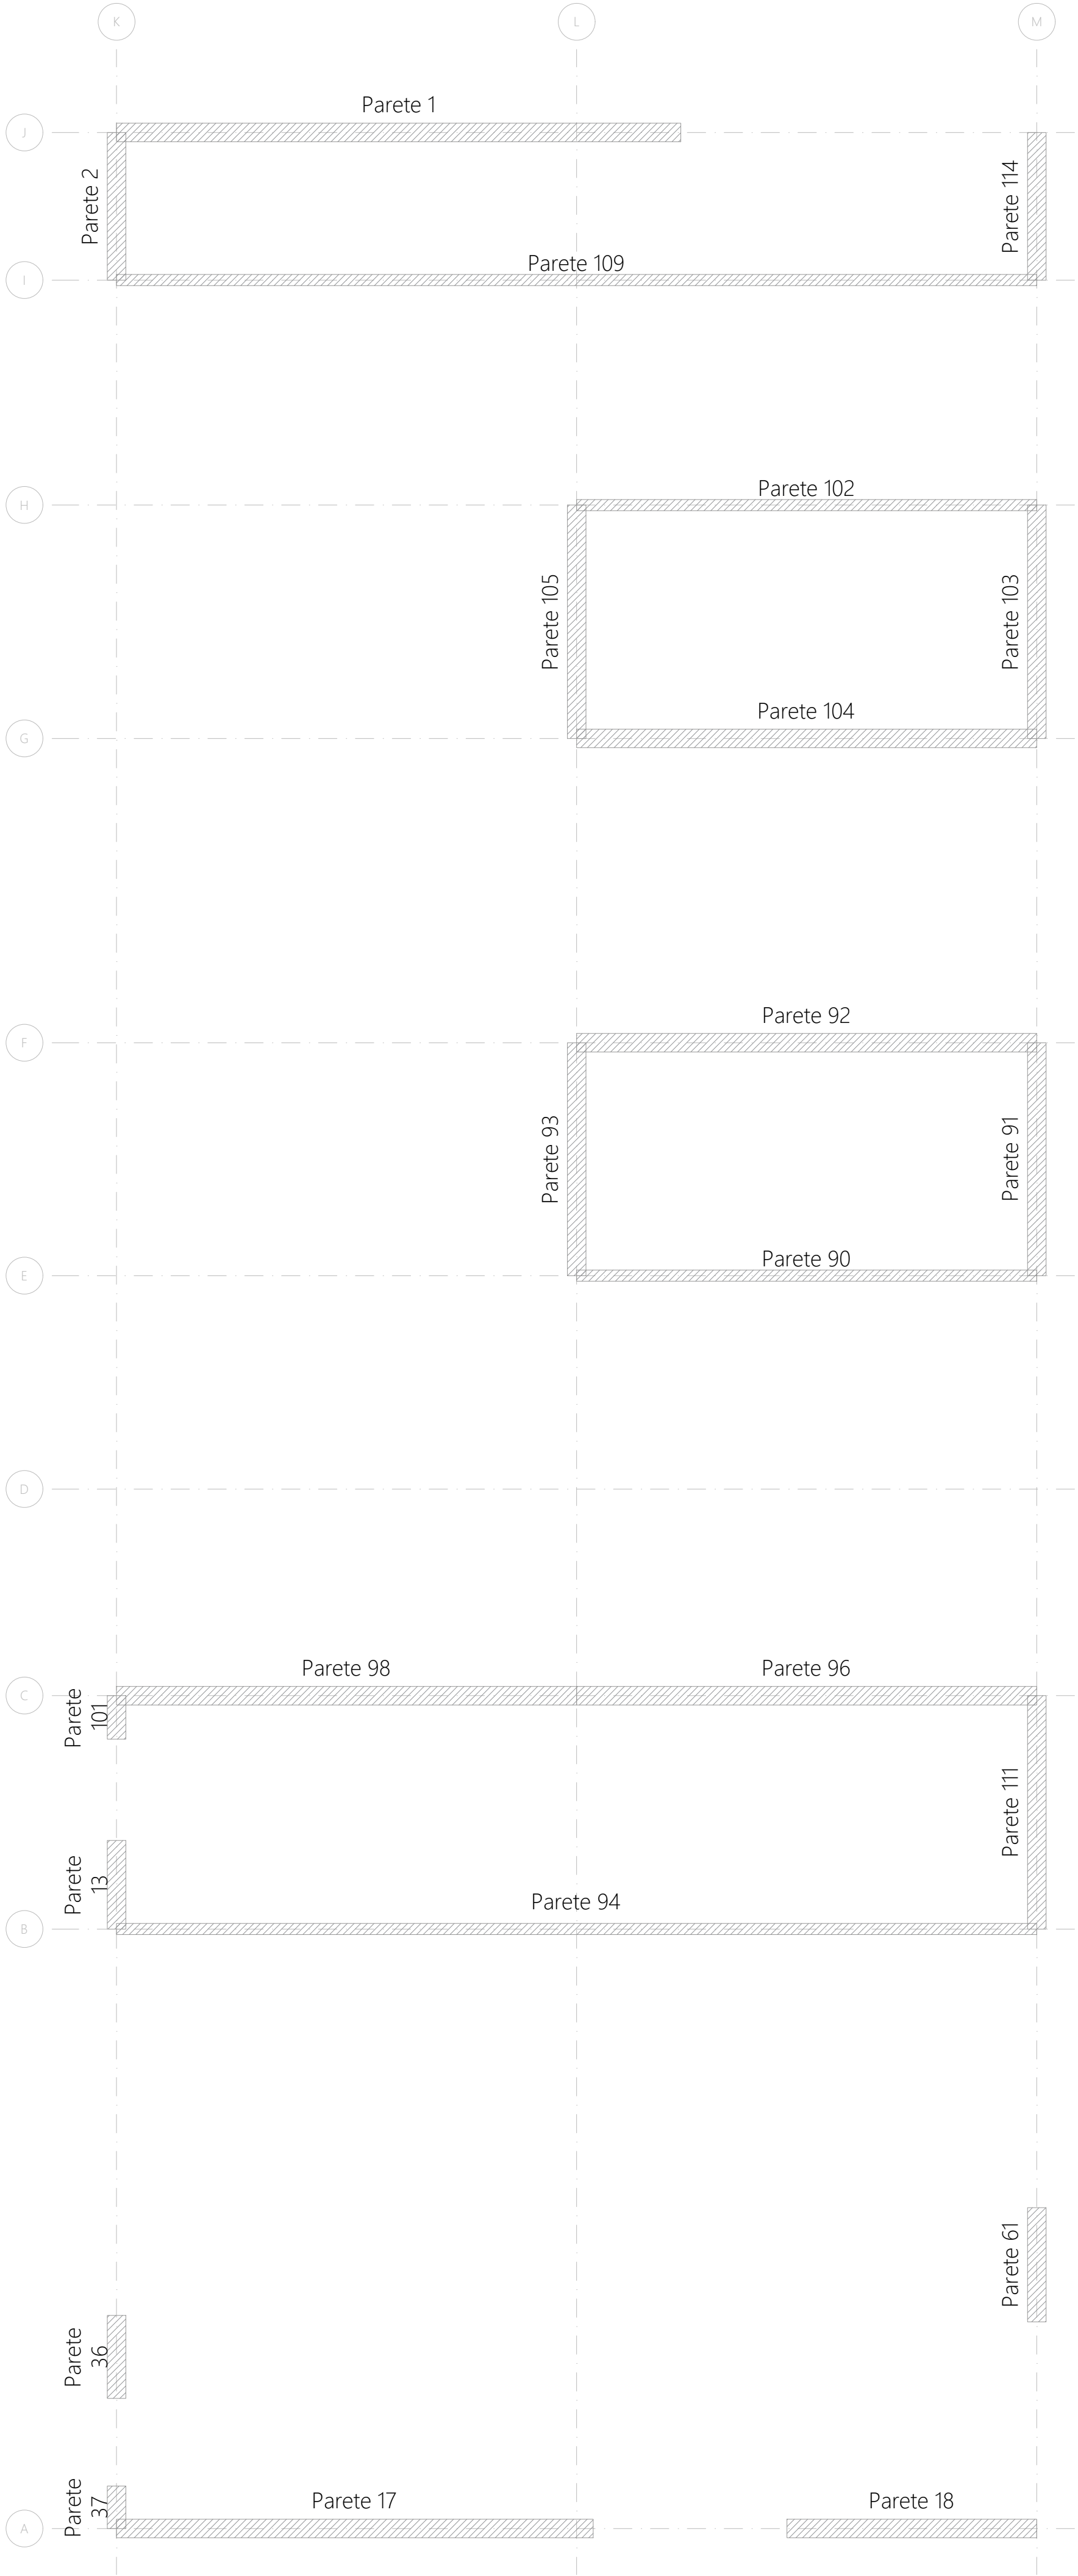 K
L
M
Parete 1
J
Parete 2
Parete 114
Parete 109
I
Parete 102
H
Parete 105
Parete 103
Parete 104
G
Parete 92
F
Parete 93
Parete 91
Parete 90
E
D
Parete 98
Parete 96
C
Parete
101
Parete 111
Parete
13
Parete 94
B
Parete 61
Parete
36
Parete
37
Parete 17
Parete 18
A